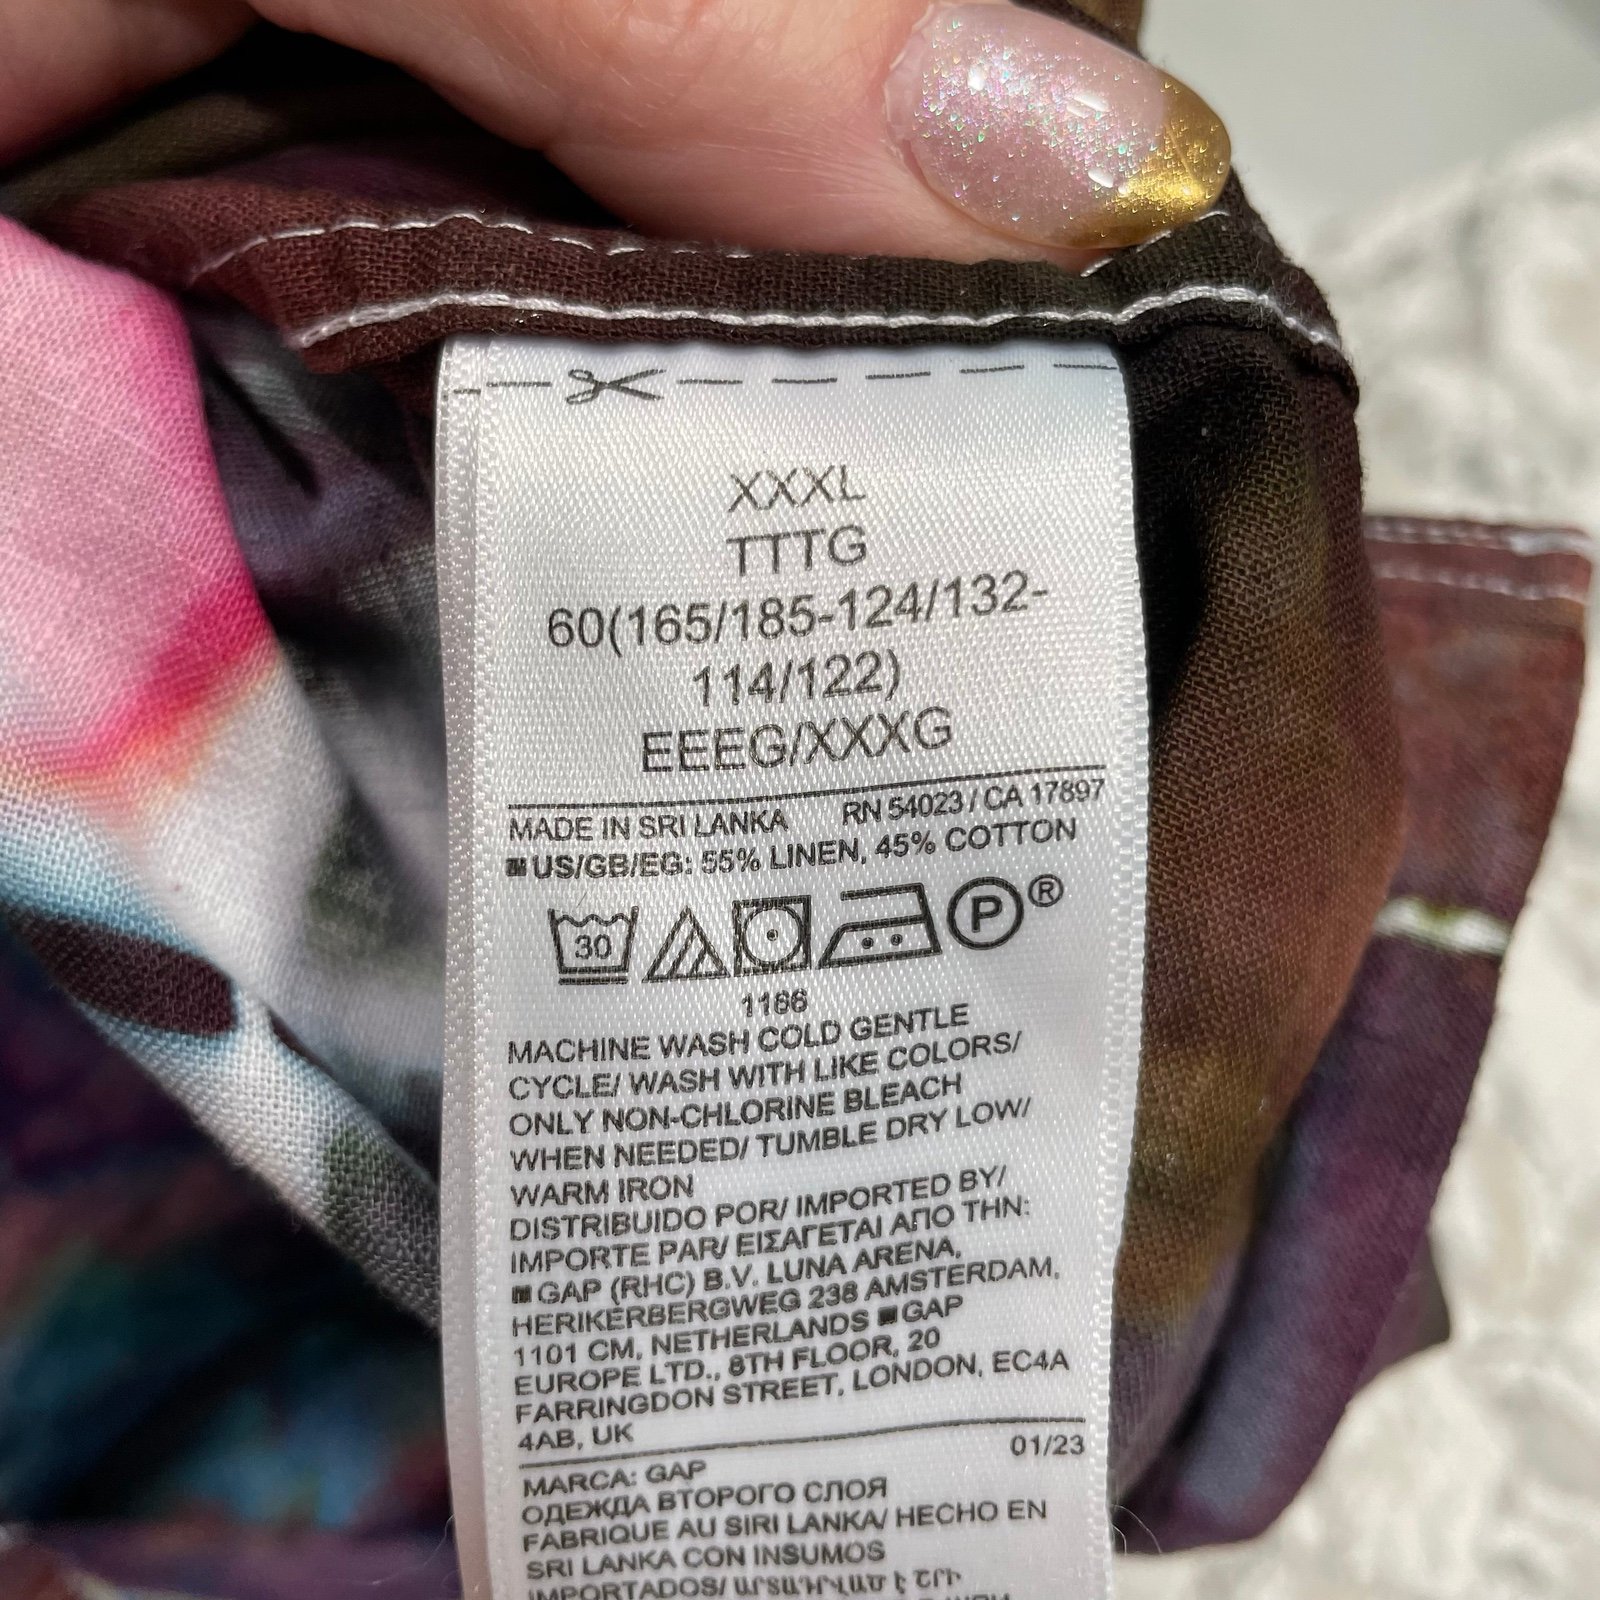 XXXL
TTTG
60(165/185-124/132-
114/122)
EEEG/XXXG
MADE IN SRI LANKA RN 54023 / CA 17897
US/GB/EG: 55% LINEN, 45% COTTON
30 P ®
1166
MACHINE WASH COLD GENTLE
CYCLE/ WASH WITH LIKE COLORS/
ONLY NON-CHLORINE BLEACH
WHEN NEEDED/ TUMBLE DRY LOW/
WARM IRON
DISTRIBUIDO POR/ IMPORTED BY/
IMPORTE PAR/ ΕΙΣΑΓΕΤΑΙ ΑΠΟ ΤΗΝ:
GAP (RHC) B.V. LUNA ARENA,
HERIKERBERGWEG 238 AMSTERDAM,
1101 CM, NETHERLANDS GAP
EUROPE LTD., 8TH FLOOR, 20
FARRINGDON STREET, LONDON, EC4A
4AB, UK
01/23
MARCA: GAP
ОДЕЖДА ВТОРОГО СЛОЯ
FABRIQUE AU SIRI LANKA/ HECHO EN
SRI LANKA CON INSUMOS
IMPORTADOS/ ԱՐՏԱԴՐՎԱԾ Է ՇՐԻ